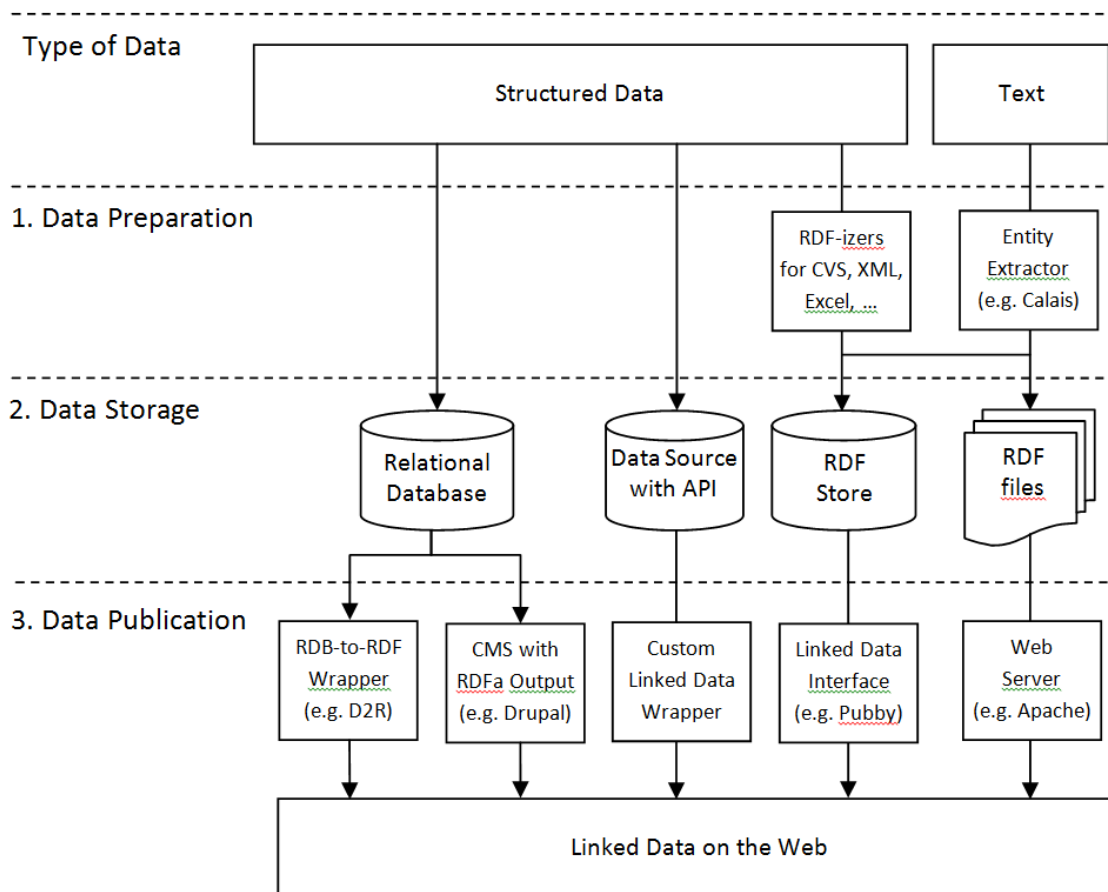 Type of Data
Structured Data
Text
1. Data Preparation
RDF-izers
for CVS, XML,
Excel, ...
Entity
Extractor
(e.g. Calais)
2. Data Storage
Relational
Database
Data Source
with API
RDF
Store
RDF
files
3. Data Publication
RDB-to-RDF
Wrapper
(e.g. D2R)
CMS with
RDFa Output
(e.g. Drupal)
Custom
Linked Data
Wrapper
Linked Data
Interface
(e.g. Pubby)
Web
Server
(e.g. Apache)
Linked Data on the Web